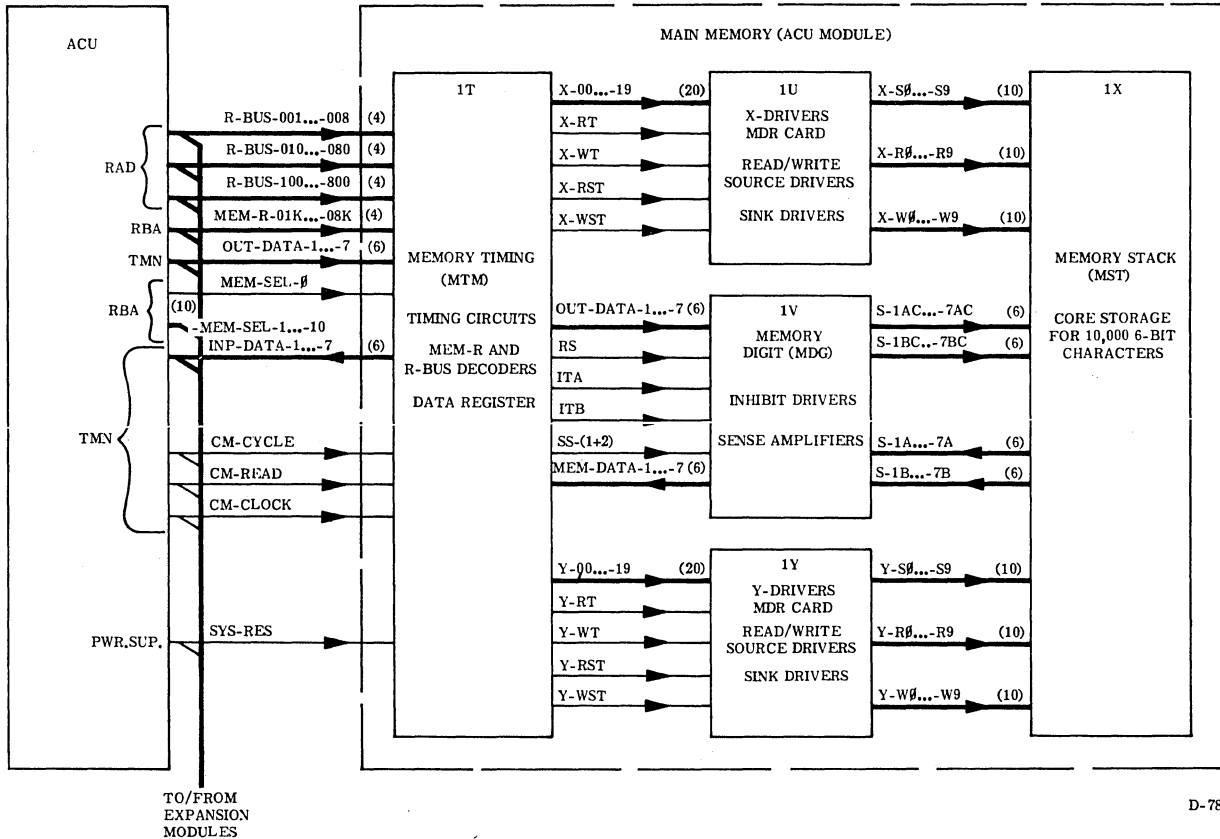 ACU
MAIN MEMORY (ACU MODULE)
RAD
RBA
TMN
RBA
TMN
PWR.SUP.
R-BUS-001...-008 (4)
R-BUS-010...-080 (4)
R-BUS-100...-800 (4)
MEM-R-01K...-08K (4)
OUT-DATA-1...-7 (6)
MEM-SEL-Ø
(10)
-MEM-SEL-1...-10
INP-DATA-1...-7 (6)
CM-CYCLE
CM-READ
CM-CLOCK
SYS-RES
TO/FROM
EXPANSION
MODULES
1T
MEMORY TIMING
(MTM)
TIMING CIRCUITS
MEM-R AND
R-BUS DECODERS
DATA REGISTER
X-00...-19 (20)
X-RT
X-WT
X-RST
X-WST
OUT-DATA-1...-7 (6)
RS
ITA
ITB
SS-(1+2)
MEM-DATA-1...-7 (6)
Y-00...-19 (20)
Y-RT
Y-WT
Y-RST
Y-WST
1U
X-DRIVERS
MDR CARD
READ/WRITE
SOURCE DRIVERS
SINK DRIVERS
1V
MEMORY
DIGIT (MDG)
INHIBIT DRIVERS
SENSE AMPLIFIERS
1Y
Y-DRIVERS
MDR CARD
READ/WRITE
SOURCE DRIVERS
SINK DRIVERS
X-SØ...-S9 (10)
X-RØ...-R9 (10)
X-WØ...-W9 (10)
S-1AC...-7AC (6)
S-1BC...-7BC (6)
S-1A...-7A (6)
S-1B...-7B (6)
Y-SØ...-S9 (10)
Y-RØ...-R9 (10)
Y-WØ...-W9 (10)
1X
MEMORY STACK
(MST)
CORE STORAGE
FOR 10,000 6-BIT
CHARACTERS
D-78